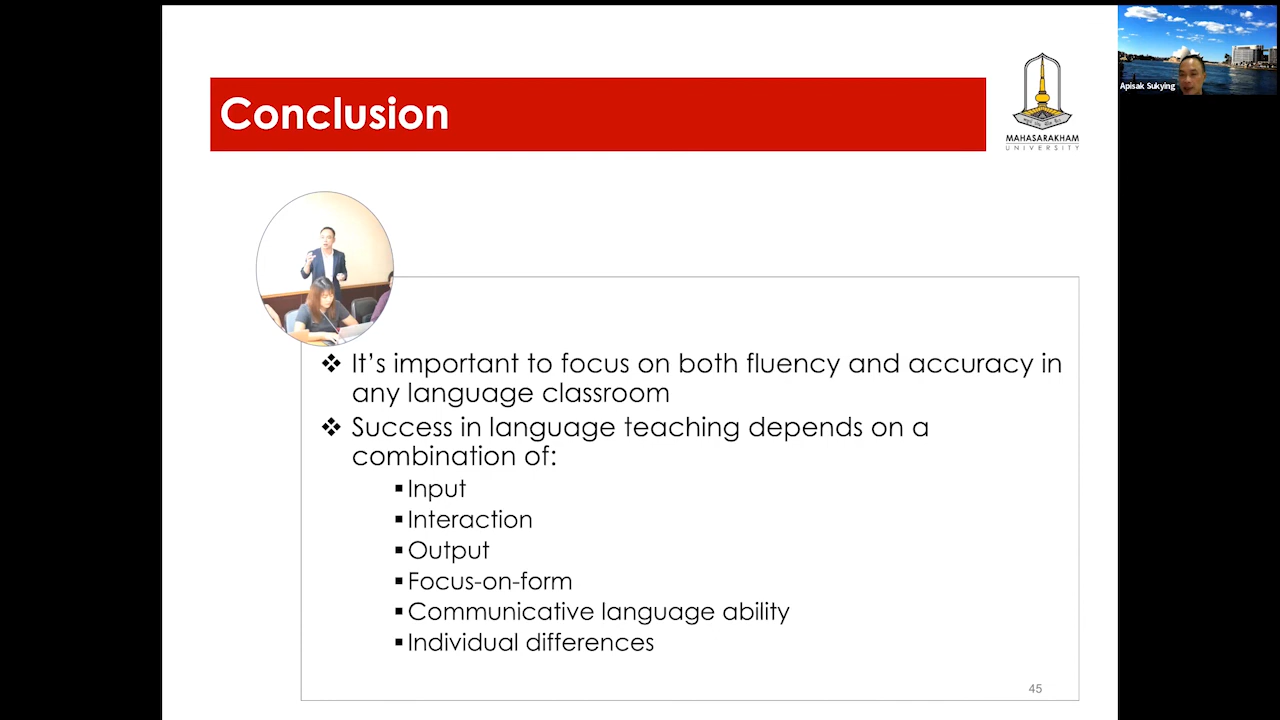 Conclusion
MAHASARAKHAM
UNIVERSITY
Apisak Sukying
❖ It's important to focus on both fluency and accuracy in
any language classroom
❖ Success in language teaching depends on a
combination of:
▪ Input
▪ Interaction
▪ Output
▪ Focus-on-form
▪ Communicative language ability
▪ Individual differences
45